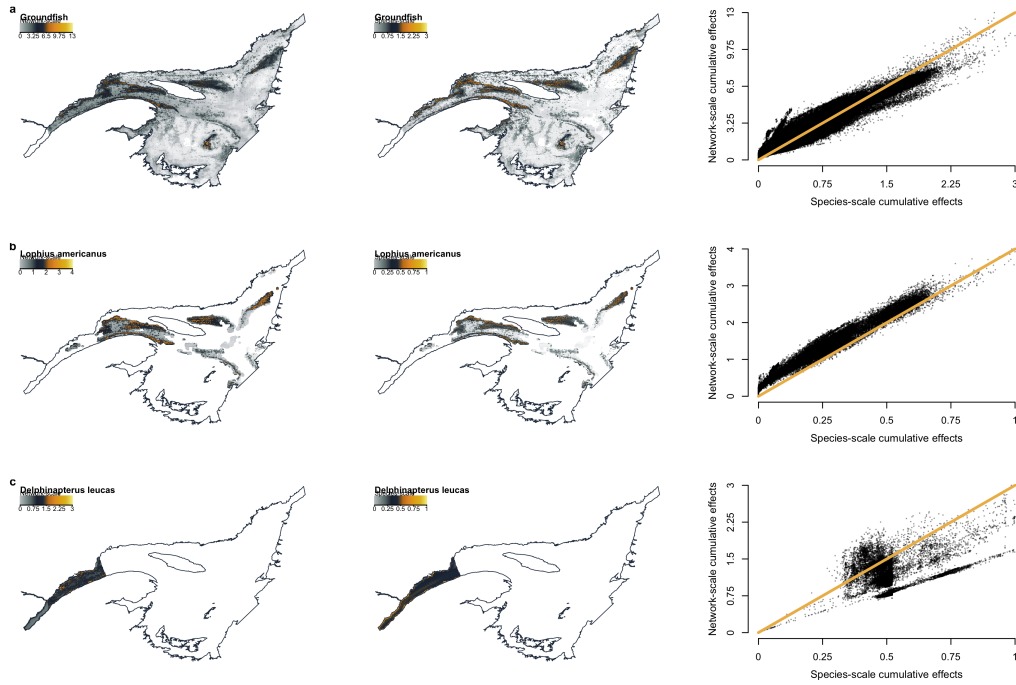 a
Groundfish
0 3.25 6.5 9.75 13
Groundfish
0 0.75 1.5 2.25 3
Network-scale cumulative effects
13
9.75
6.5
3.25
0
0 0.75 1.5 2.25 3
Species-scale cumulative effects
b
Lophius americanus
0 1 2 3 4
Lophius americanus
0 0.25 0.5 0.75 1
Network-scale cumulative effects
4
3
2
1
0
0 0.25 0.5 0.75 1
Species-scale cumulative effects
c
Delphinapterus leucas
0 0.75 1.5 2.25 3
Delphinapterus leucas
0 0.25 0.5 0.75 1
Network-scale cumulative effects
3
2.25
1.5
0.75
0
0 0.25 0.5 0.75 1
Species-scale cumulative effects